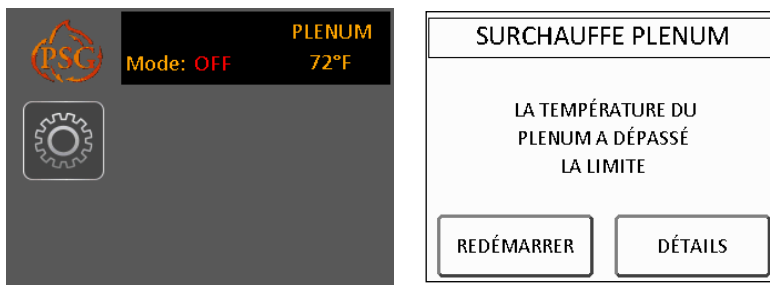 PSG
PLENUM
Mode: OFF
72°F
SURCHAUFFE PLENUM
LA TEMPÉRATURE DU
PLENUM A DÉPASSÉ
LA LIMITE
REDÉMARRER
DÉTAILS